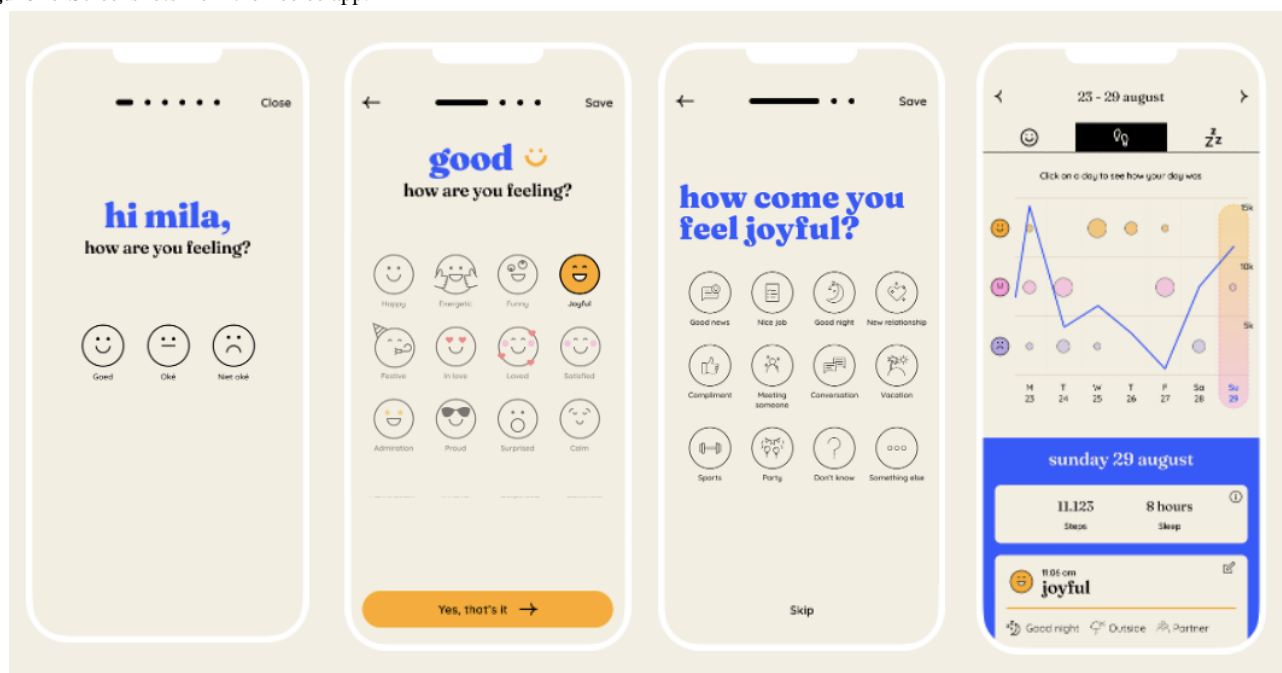 Close
hi mila,
how are you feeling?
Goed
Oké
Niet oké
Save
good
how are you feeling?
Happy
Energetic
Funny
Joyful
Festive
In love
Loved
Satisfied
Admiration
Proud
Surprised
Calm
Yes, that's it
Save
how come you
feel joyful?
Good news
Nice job
Good night
New relationship
Compliment
Meeting
someone
Conversation
Vacation
Sports
Party
Don't know
Something else
Skip
23 - 29 august
Click on a day to see how your day was
15k
10k
5k
M T W T F Sa Su
23 24 25 26 27 28 29
sunday 29 august
11.123 8 hours
Steps Sleep
11:06 am
joyful
Good night Outside Partner